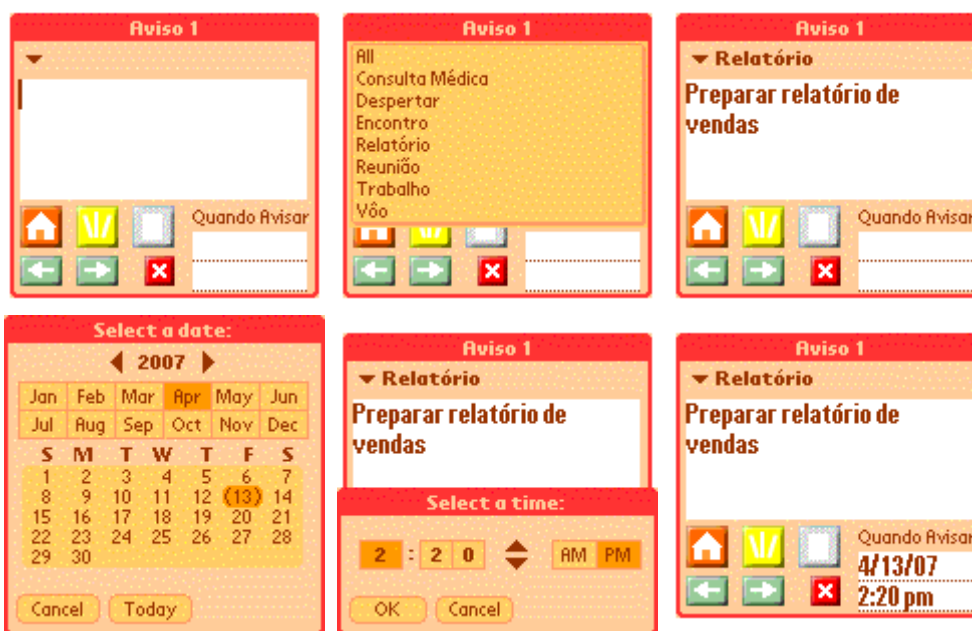 Aviso 1
Quando Avisar
Aviso 1
All
Consulta Médica
Despertar
Encontro
Relatório
Reunião
Trabalho
Vôo
Aviso 1
Relatório
Preparar relatório de
vendas
Quando Avisar
Select a date:
2007
Jan Feb Mar Apr May Jun
Jul Aug Sep Oct Nov Dec
S M T W T F S
1 2 3 4 5 6 7
8 9 10 11 12 (13) 14
15 16 17 18 19 20 21
22 23 24 25 26 27 28
29 30
Cancel Today
Aviso 1
Relatório
Preparar relatório de
vendas
Select a time:
2 : 2 0 AM PM
OK Cancel
Aviso 1
Relatório
Preparar relatório de
vendas
Quando Avisar
4/13/07
2:20 pm